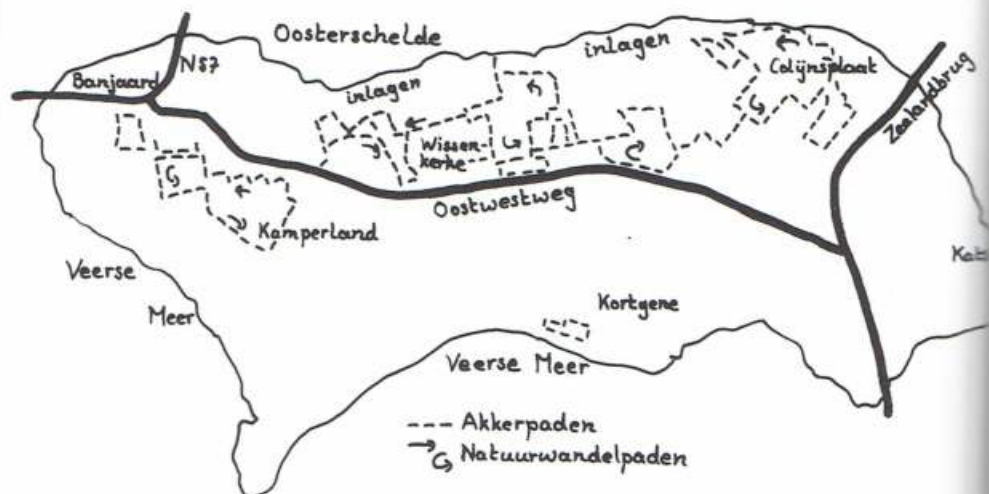 Oosterschelde
inlagen
N57
Banjaard
Colijnsplaat
inlagen
Zeelandbrug
Wissen-
kerke
Oostwestweg
Kamperland
Veerse
Meer
Kortgene
Veerse Meer
Akkerpaden
Natuurwandelpaden